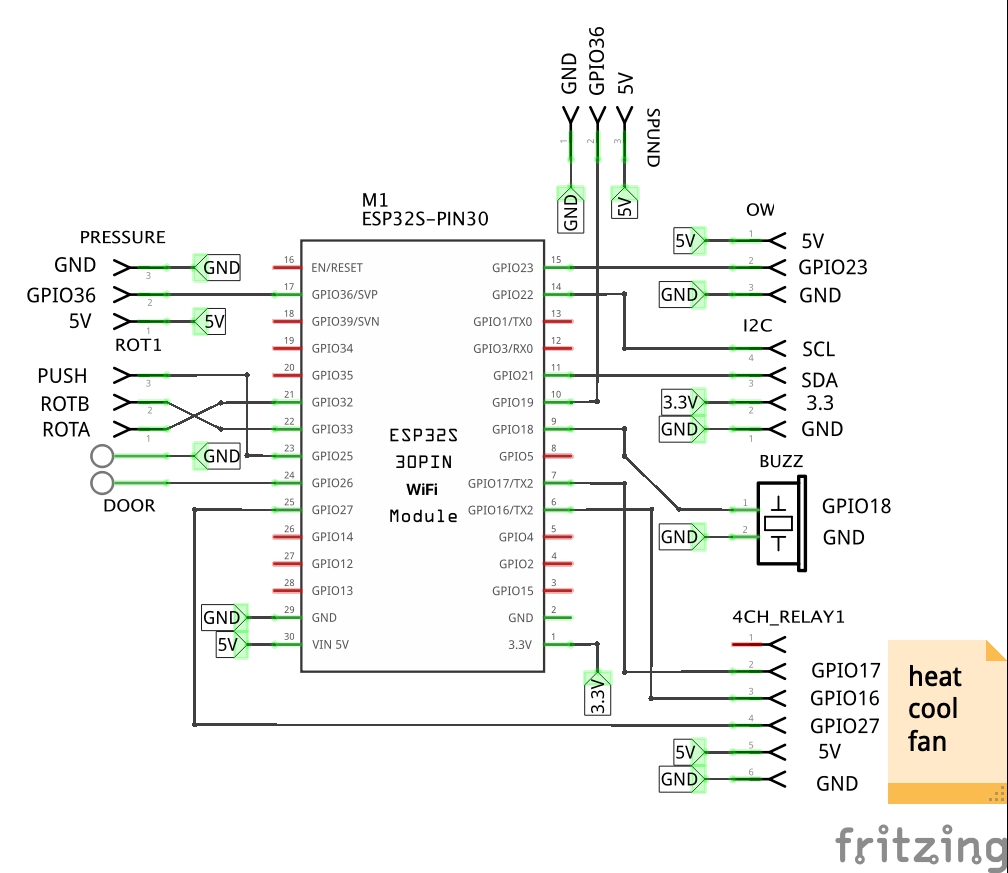 GND
GPIO36
5V
SPUND
1
2
3
GND
5V
M1
ESP32S-PIN30
PRESSURE
GND
3
GND
GPIO36
2
5V
1
5V
ROT1
PUSH
3
ROTB
2
ROTA
1
GND
DOOR
GND
5V
16 EN/RESET
17 GPIO36/SVP
18 GPIO39/SVN
19 GPIO34
20 GPIO35
21 GPIO32
22 GPIO33
23 GPIO25
24 GPIO26
25 GPIO27
26 GPIO14
27 GPIO12
28 GPIO13
29 GND
30 VIN 5V
ESP32S
30PIN
WiFi
Module
GPIO23 15
GPIO22 14
GPIO1/TX0 13
GPIO3/RX0 12
GPIO21 11
GPIO19 10
GPIO18 9
GPIO5 8
GPIO17/TX2 7
GPIO16/TX2 6
GPIO4 5
GPIO2 4
GPIO15 3
GND 2
3.3V 1
3.3V
OW
5V 1 5V
2 GPIO23
GND 3 GND
I2C
4 SCL
3 SDA
3.3V 2 3.3
GND 1 GND
BUZZ
1 GPIO18
GND 2 GND
4CH_RELAY1
1
2 GPIO17
3 GPIO16
4 GPIO27
5V 5 5V
GND 6 GND
heat
cool
fan
fritzing